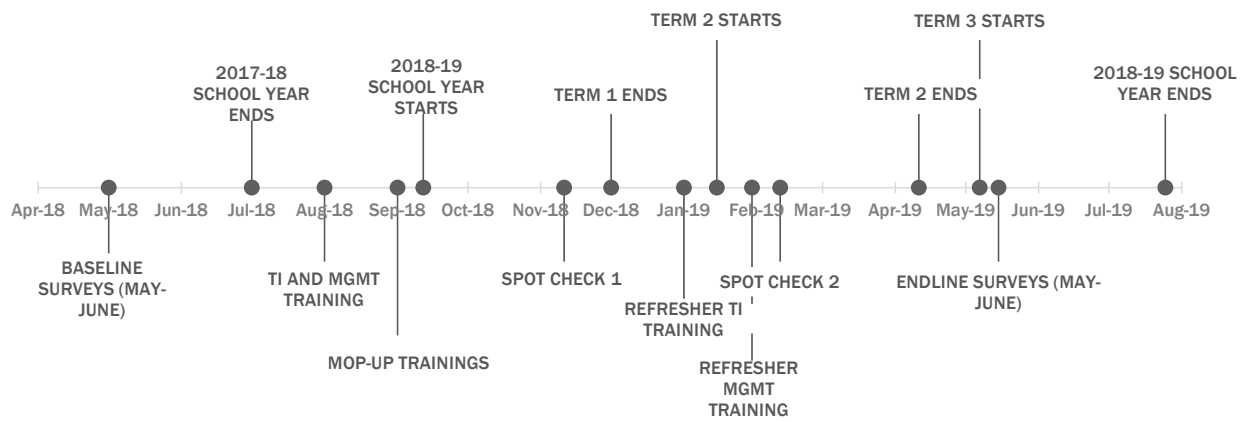 TERM 2 STARTS
TERM 3 STARTS
2017-18
SCHOOL YEAR
ENDS
2018-19
SCHOOL YEAR
STARTS
TERM 1 ENDS
TERM 2 ENDS
2018-19 SCHOOL
YEAR ENDS
Apr-18 May-18 Jun-18 Jul-18 Aug-18 Sep-18 Oct-18 Nov-18 Dec-18 Jan-19 Feb-19 Mar-19 Apr-19 May-19 Jun-19 Jul-19 Aug-19
BASELINE
SURVEYS (MAY-
JUNE)
TI AND MGMT
TRAINING
MOP-UP TRAININGS
SPOT CHECK 1
REFRESHER TI
TRAINING
SPOT CHECK 2
REFRESHER
MGMT
TRAINING
ENDLINE SURVEYS (MAY-
JUNE)